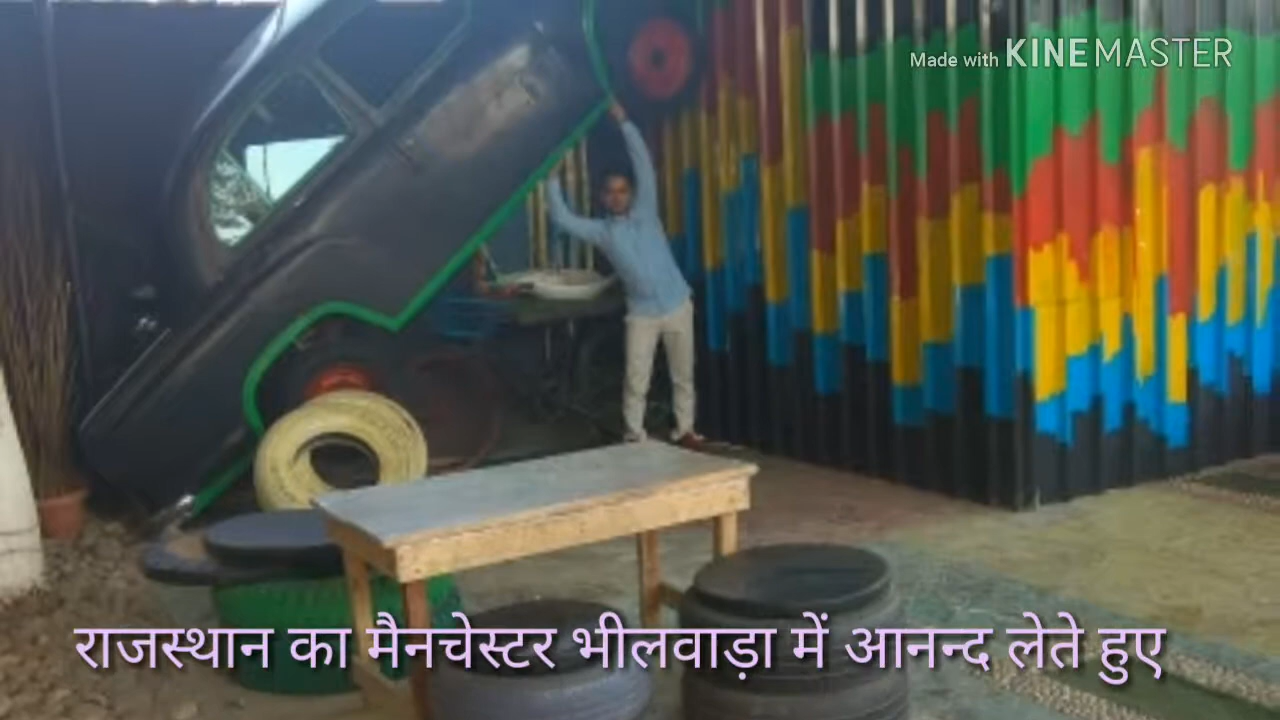 Made with KINEMASTER
राजस्थान का मैनचेस्टर भीलवाड़ा में आनन्द लेते हुए